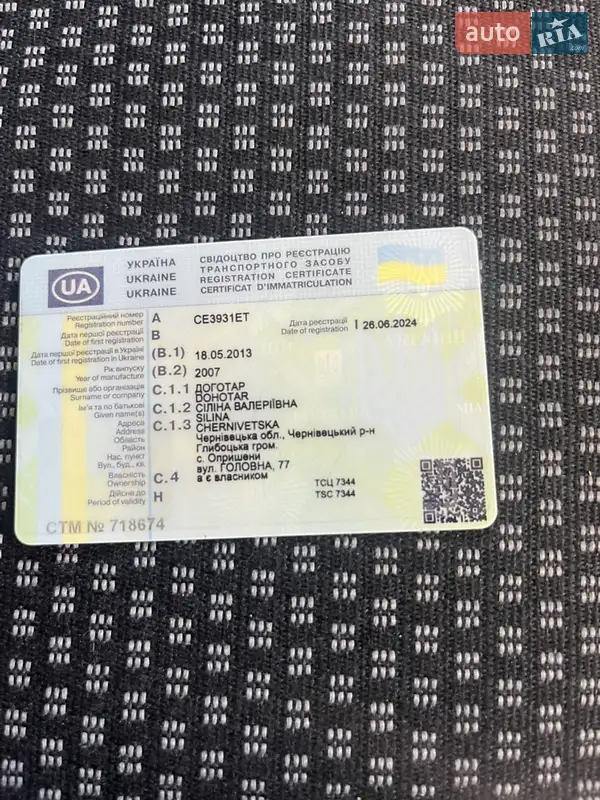 auto RIA.com
УКРАЇНА
UKRAINE
UKRAINE
СВІДОЦТВО ПРО РЕЄСТРАЦІЮ
ТРАНСПОРТНОГО ЗАСОБУ
REGISTRATION CERTIFICATE
CERTIFICAT D'IMMATRICULATION
UA
Реєстраційний номер
Registration number
A
CE3931ET
Дата реєстрації
Date of registration
I 26.06.2024
Дата першої реєстрації
Date of first registration
B
Дата першої реєстрації в Україні
Date of first registration in Ukraine
(B.1) 18.05.2013
Рік випуску
Year of manufacture
(B.2) 2007
Прізвище або організація
Surname or company
C.1.1 ДОГОТАР
DOHOTAR
Ім'я та по батькові
Given name(s)
C.1.2 СІЛІНА ВАЛЕРІЇВНА
SILINA
Адреса
Address
C.1.3 CHERNIVETSKA
Область
Район
Нас. пункт
Вул., буд., кв.
Чернівецька обл., Чернівецький р-н
Глибоцька гром.
с. Опришени
вул. ГОЛОВНА, 77
Власність
Ownership
C.4 а є власником
Дійсне до
Period of validity
H
ТСЦ 7344
TSC 7344
СТМ № 718674